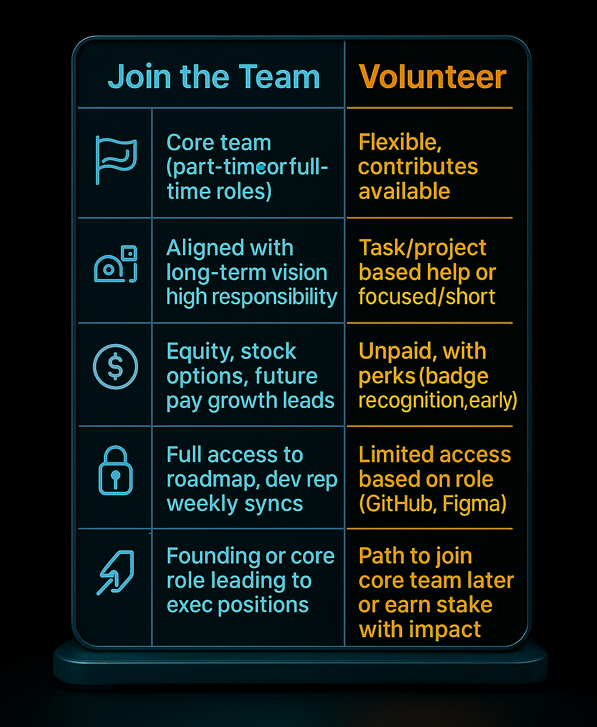 Join the Team
Volunteer
Core team
(part-time or full-
time roles)
Flexible,
contributes
available
Aligned with
long-term vision
high responsibility
Task/project
based help or
focused/short
$
Equity, stock
options, future
pay growth leads
Unpaid, with
perks (badge
recognition,early)
Full access to
roadmap, dev rep
weekly syncs
Limited access
based on role
(GitHub, Figma)
Founding or core
role leading to
exec positions
Path to join
core team later
or earn stake
with impact